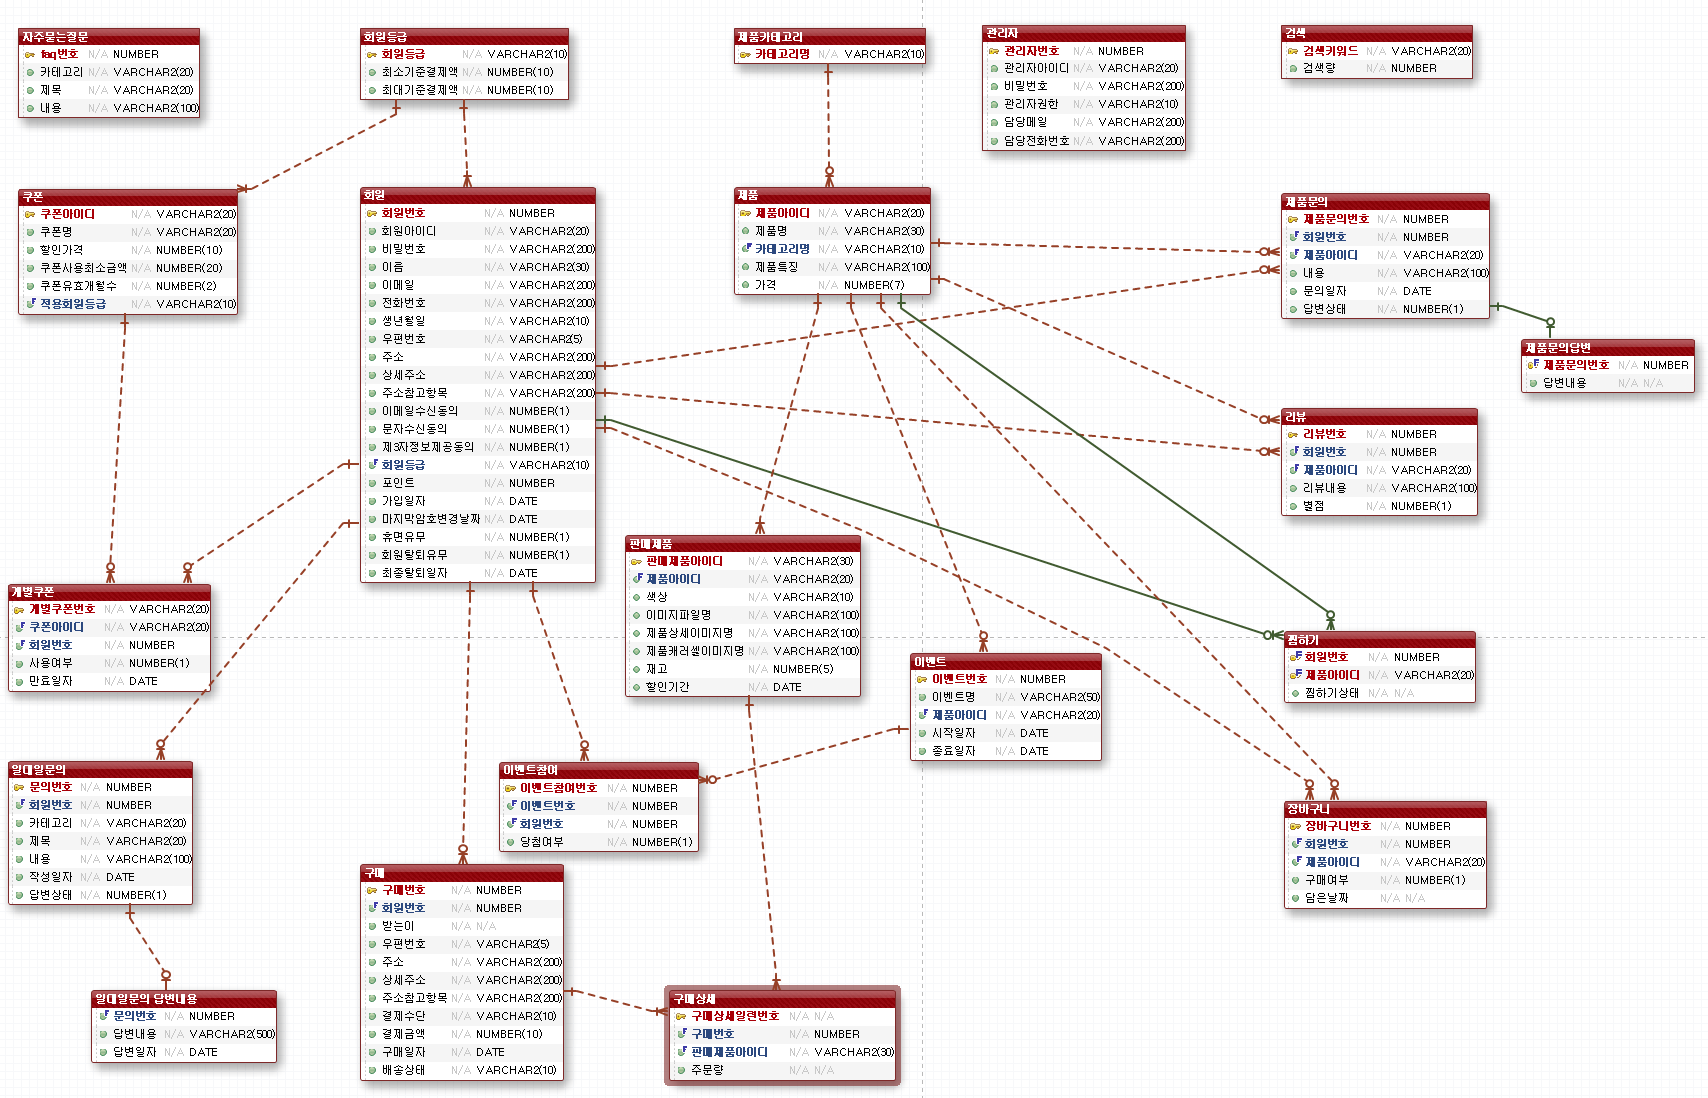 자주묻는질문
faq번호 N/A NUMBER
카테고리 N/A VARCHAR2(20)
제목 N/A VARCHAR2(20)
내용 N/A VARCHAR2(100)
회원등급
회원등급 N/A VARCHAR2(10)
최소기준결제액 N/A NUMBER(10)
최대기준결제액 N/A NUMBER(10)
제품카테고리
카테고리명 N/A VARCHAR2(10)
관리자
관리자번호 N/A NUMBER
관리자아이디 N/A VARCHAR2(20)
비밀번호 N/A VARCHAR2(200)
관리자권한 N/A VARCHAR2(10)
담당메일 N/A VARCHAR2(200)
담당전화번호 N/A VARCHAR2(200)
검색
검색키워드 N/A VARCHAR2(20)
검색량 N/A NUMBER
쿠폰
쿠폰아이디 N/A VARCHAR2(20)
쿠폰명 N/A VARCHAR2(20)
할인가격 N/A NUMBER(10)
쿠폰사용최소금액 N/A NUMBER(20)
쿠폰유효개월수 N/A NUMBER(2)
적용회원등급 N/A VARCHAR2(10)
회원
회원번호 N/A NUMBER
회원아이디 N/A VARCHAR2(20)
비밀번호 N/A VARCHAR2(200)
이름 N/A VARCHAR2(30)
이메일 N/A VARCHAR2(200)
전화번호 N/A VARCHAR2(200)
생년월일 N/A VARCHAR2(10)
우편번호 N/A VARCHAR2(5)
주소 N/A VARCHAR2(200)
상세주소 N/A VARCHAR2(200)
주소참고항목 N/A VARCHAR2(200)
이메일수신동의 N/A NUMBER(1)
문자수신동의 N/A NUMBER(1)
제3자정보제공동의 N/A NUMBER(1)
회원등급 N/A VARCHAR2(10)
포인트 N/A NUMBER
가입일자 N/A DATE
마지막암호변경날짜 N/A DATE
휴면유무 N/A NUMBER(1)
회원탈퇴유무 N/A NUMBER(1)
최종탈퇴일자 N/A DATE
제품
제품아이디 N/A VARCHAR2(20)
제품명 N/A VARCHAR2(30)
카테고리명 N/A VARCHAR2(10)
제품특징 N/A VARCHAR2(100)
가격 N/A NUMBER(7)
제품문의
제품문의번호 N/A NUMBER
회원번호 N/A NUMBER
제품아이디 N/A VARCHAR2(20)
내용 N/A VARCHAR2(100)
문의일자 N/A DATE
답변상태 N/A NUMBER(1)
제품문의답변
제품문의번호 N/A NUMBER
답변내용 N/A N/A
리뷰
리뷰번호 N/A NUMBER
회원번호 N/A NUMBER
제품아이디 N/A VARCHAR2(20)
리뷰내용 N/A VARCHAR2(100)
별점 N/A NUMBER(1)
판매제품
판매제품아이디 N/A VARCHAR2(30)
제품아이디 N/A VARCHAR2(20)
색상 N/A VARCHAR2(10)
이미지파일명 N/A VARCHAR2(100)
제품상세이미지명 N/A VARCHAR2(100)
제품캐러셀이미지명 N/A VARCHAR2(100)
재고 N/A NUMBER(5)
할인기간 N/A DATE
개별쿠폰
개별쿠폰번호 N/A VARCHAR2(20)
쿠폰아이디 N/A VARCHAR2(20)
회원번호 N/A NUMBER
사용여부 N/A NUMBER(1)
만료일자 N/A DATE
찜하기
회원번호 N/A NUMBER
제품아이디 N/A VARCHAR2(20)
찜하기상태 N/A N/A
이벤트
이벤트번호 N/A NUMBER
이벤트명 N/A VARCHAR2(50)
제품아이디 N/A VARCHAR2(20)
시작일자 N/A DATE
종료일자 N/A DATE
일대일문의
문의번호 N/A NUMBER
회원번호 N/A NUMBER
카테고리 N/A VARCHAR2(20)
제목 N/A VARCHAR2(20)
내용 N/A VARCHAR2(100)
작성일자 N/A DATE
답변상태 N/A NUMBER(1)
이벤트참여
이벤트참여번호 N/A NUMBER
이벤트번호 N/A NUMBER
회원번호 N/A NUMBER
당첨여부 N/A NUMBER(1)
장바구니
장바구니번호 N/A NUMBER
회원번호 N/A NUMBER
제품아이디 N/A VARCHAR2(20)
구매여부 N/A NUMBER(1)
담은날짜 N/A N/A
구매
구매번호 N/A NUMBER
회원번호 N/A NUMBER
받는이 N/A N/A
우편번호 N/A VARCHAR2(5)
주소 N/A VARCHAR2(200)
상세주소 N/A VARCHAR2(200)
주소참고항목 N/A VARCHAR2(200)
결제수단 N/A VARCHAR2(10)
결제금액 N/A NUMBER(10)
구매일자 N/A DATE
배송상태 N/A VARCHAR2(10)
일대일문의 답변내용
문의번호 N/A NUMBER
답변내용 N/A VARCHAR2(500)
답변일자 N/A DATE
구매상세
구매상세일련번호 N/A N/A
구매번호 N/A NUMBER
판매제품아이디 N/A VARCHAR2(30)
주문량 N/A N/A